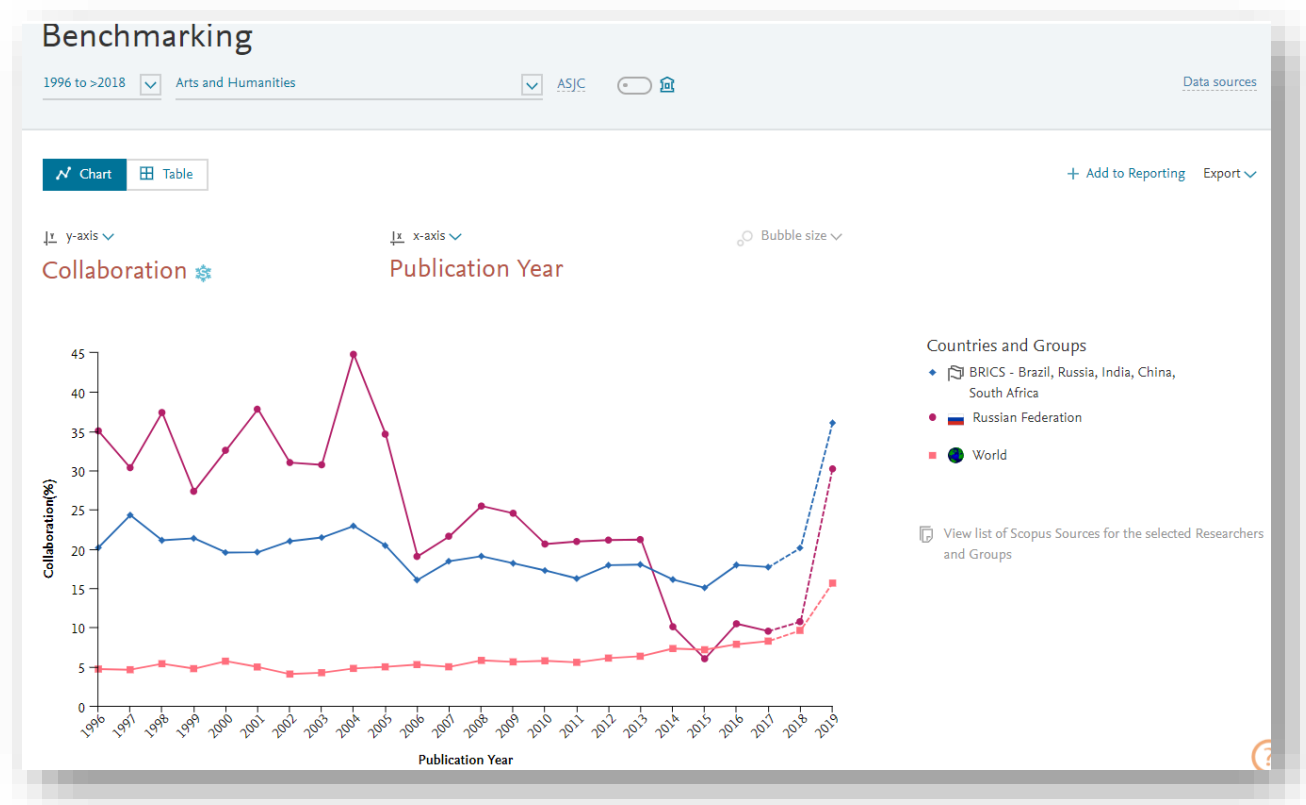 Benchmarking
1996 to >2018
Arts and Humanities
ASJC
Data sources
Chart
Table
+ Add to Reporting
Export
y-axis
x-axis
Bubble size
Collaboration
Publication Year
Countries and Groups
BRICS - Brazil, Russia, India, China,
South Africa
Russian Federation
World
View list of Scopus Sources for the selected Researchers
and Groups
Collaboration(%)
45
40
35
30
25
20
15
10
5
0
1996
1997
1998
1999
2000
2001
2002
2003
2004
2005
2006
2007
2008
2009
2010
2011
2012
2013
2014
2015
2016
2017
2018
2019
Publication Year
?